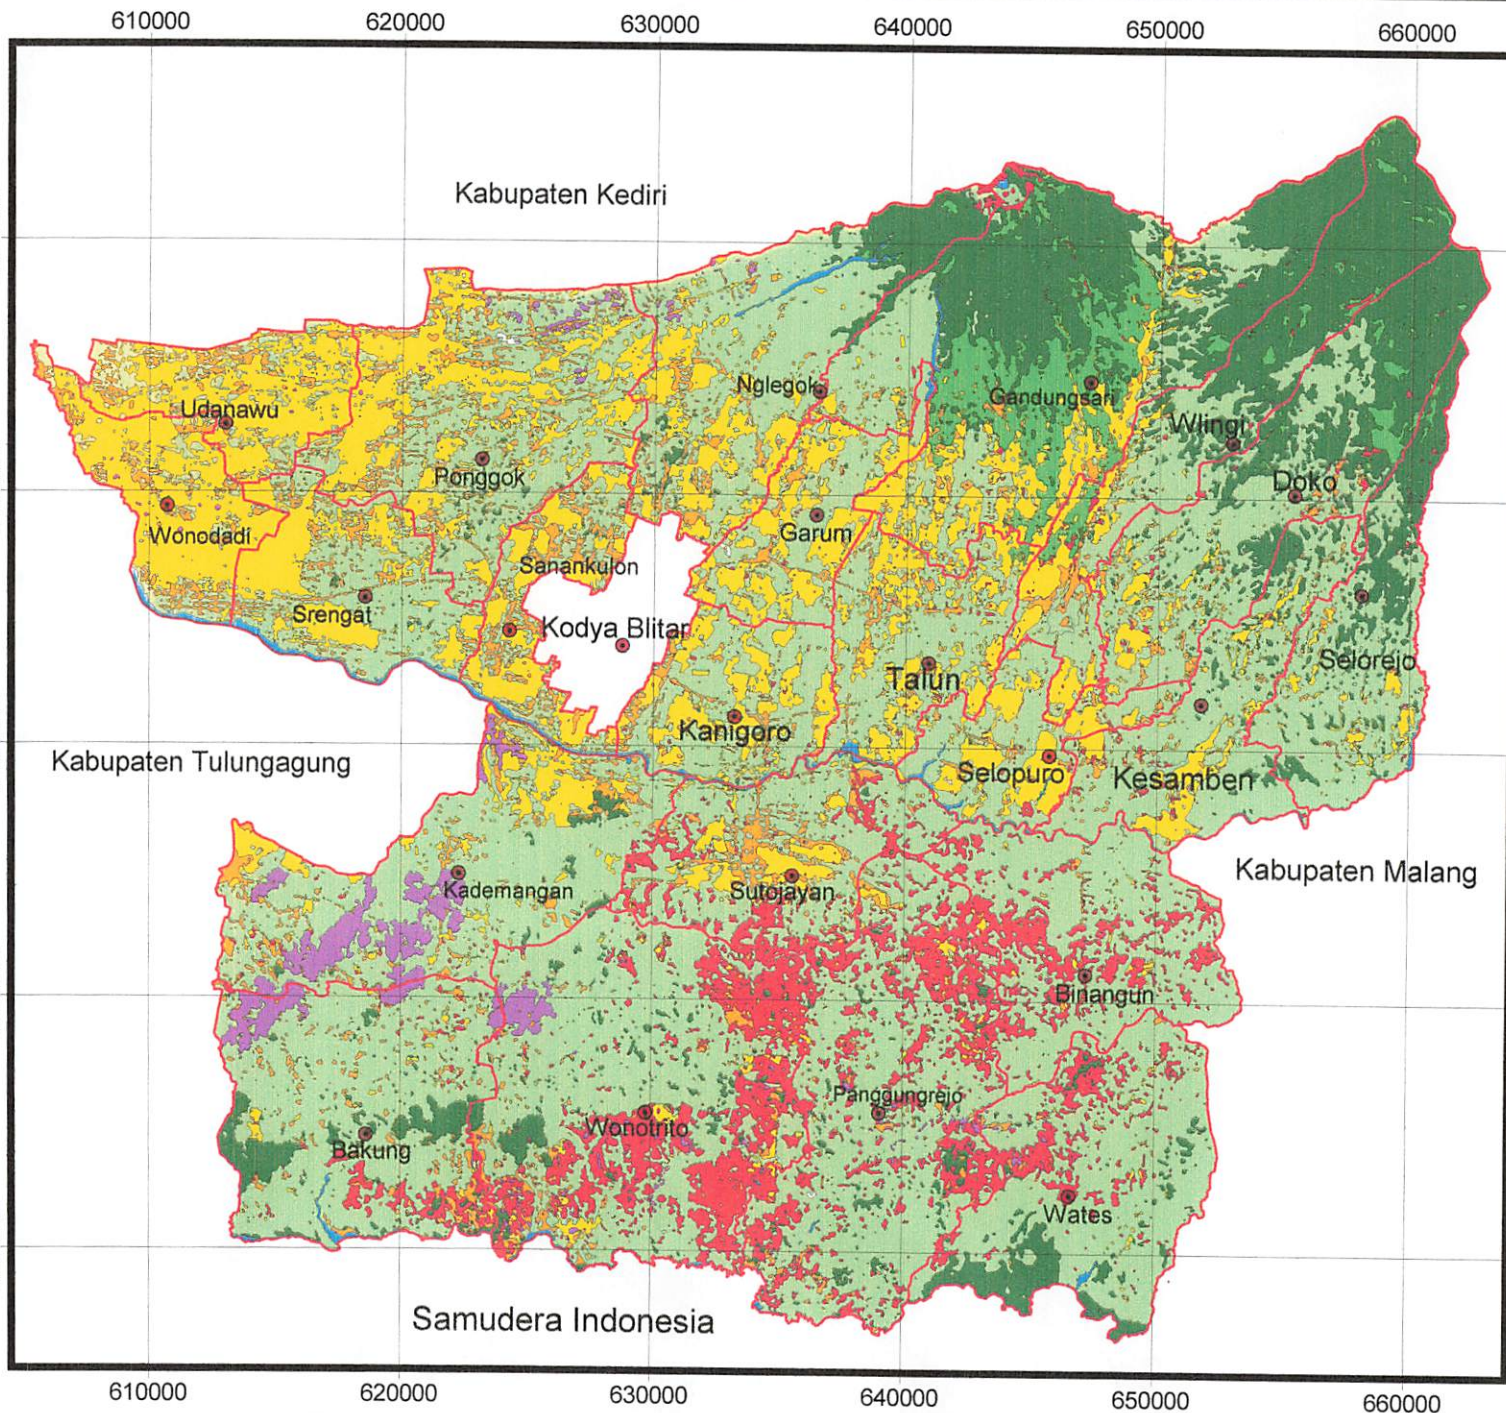 610000 620000 630000 640000 650000 660000
Kabupaten Kediri
Nglegok
Gandungsari
Udanawu
Wlingi
Ponggok
Doko
Wonodadi
Garum
Sanankulon
Srengat
Kodya Blitar
Selorejo
Talun
Kanigoro
Kabupaten Tulungagung
Selopuro
Kesamben
Kabupaten Malang
Kademangan
Sutojayan
Binangun
Panggungrejo
Wonotrito
Bakung
Wates
Samudera Indonesia
610000 620000 630000 640000 650000 660000